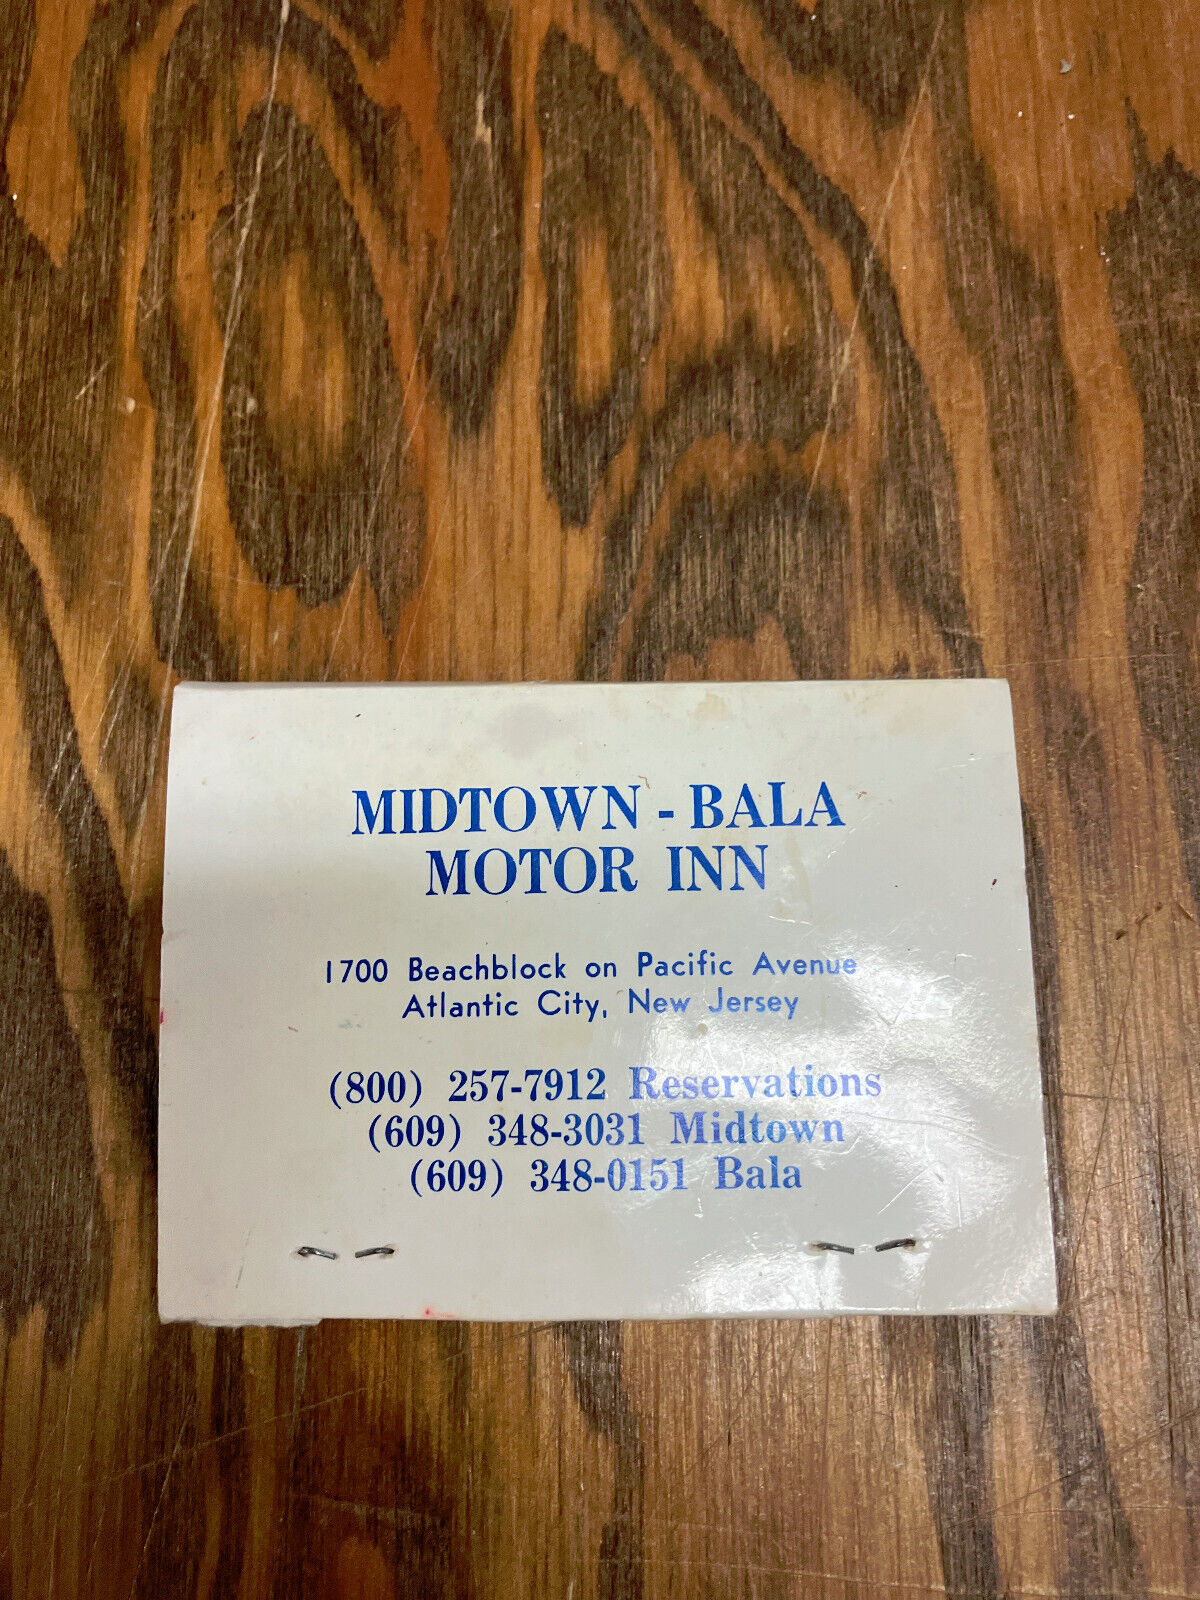 MIDTOWN - BALA
MOTOR INN
1700 Beachblock on Pacific Avenue
Atlantic City, New Jersey
(800) 257-7912 Reservations
(609) 348-3031 Midtown
(609) 348-0151 Bala